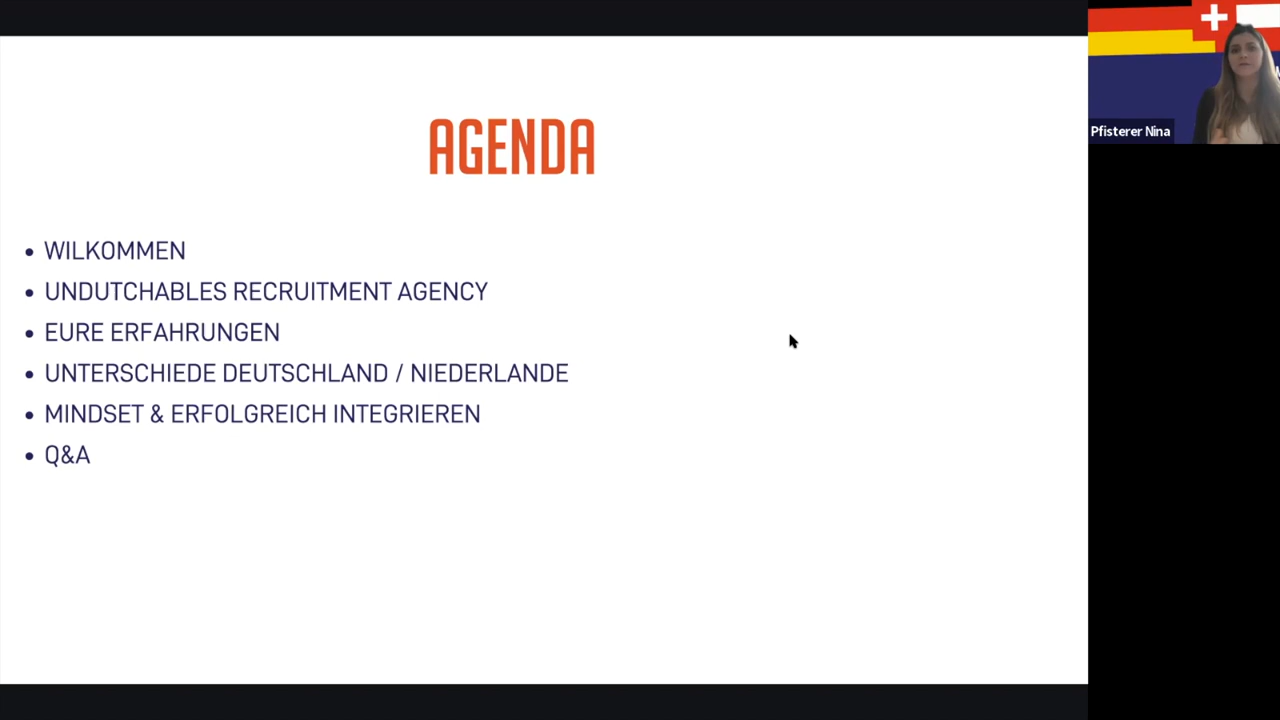 AGENDA
• WILKOMMEN
• UNDUTCHABLES RECRUITMENT AGENCY
• EURE ERFAHRUNGEN
• UNTERSCHIEDE DEUTSCHLAND / NIEDERLANDE
• MINDSET & ERFOLGREICH INTEGRIEREN
• Q&A
Pfisterer Nina